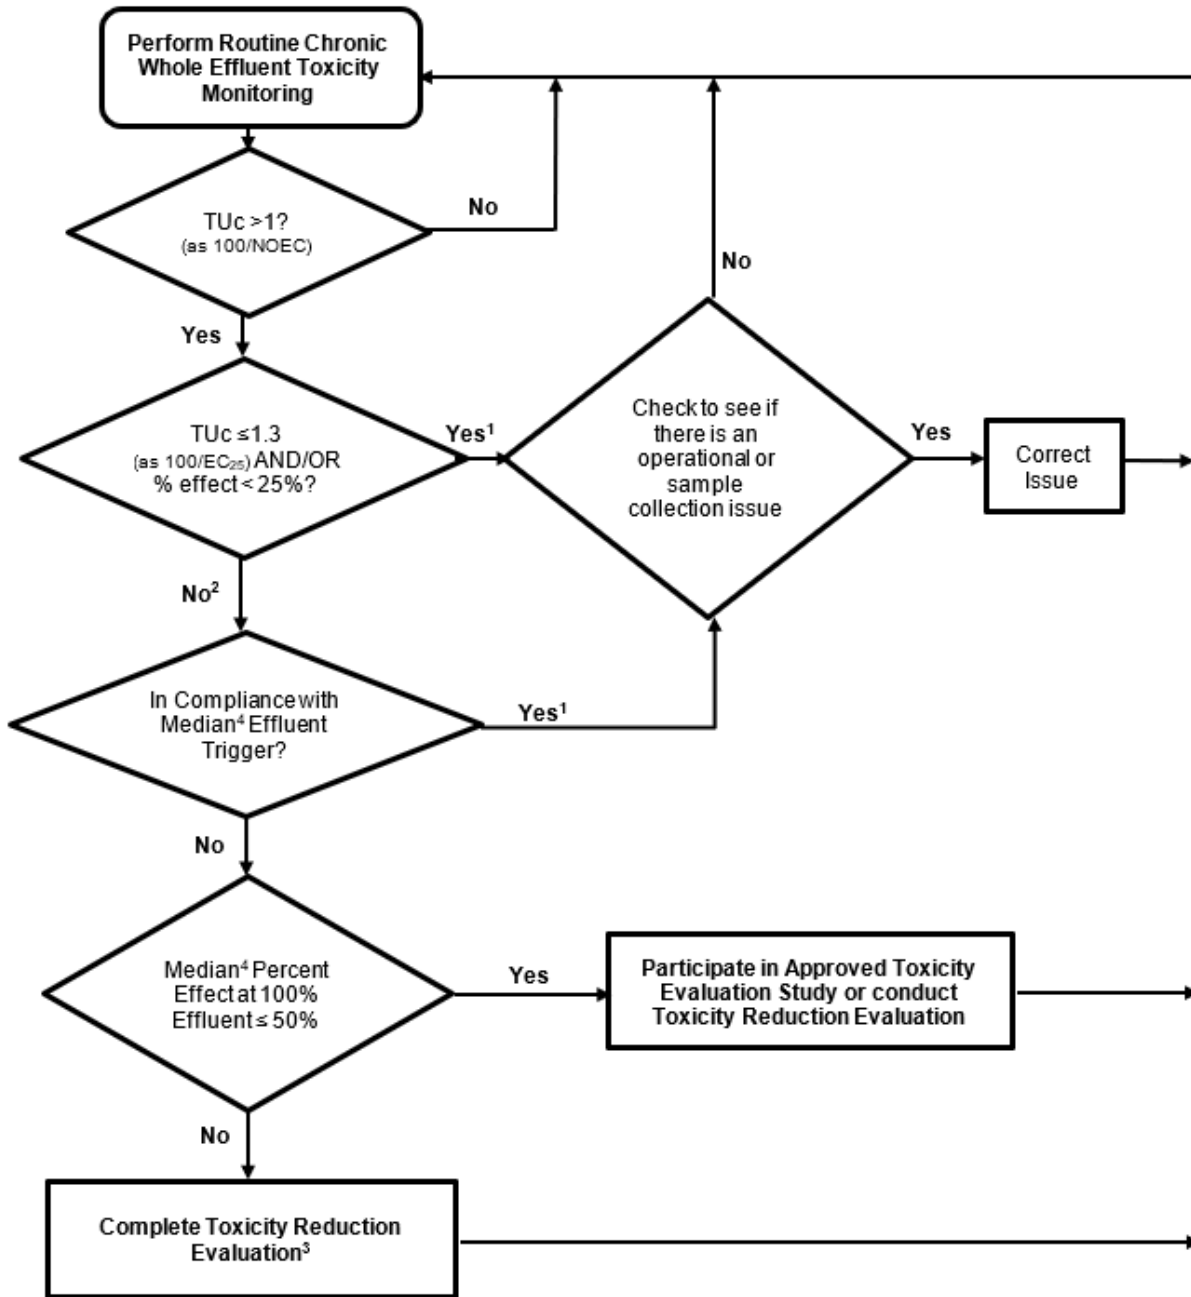 Perform Routine Chronic
Whole Effluent Toxicity
Monitoring
TUc >1?
(as 100/NOEC)
No
Yes
TUc ≤1.3
(as 100/EC₂₅) AND/OR
% effect < 25%?
Yes¹
Check to see if
there is an
operational or
sample
collection issue
No
Yes
Correct
Issue
No²
In Compliance with
Median⁴ Effluent
Trigger?
Yes¹
No
Median⁴ Percent
Effect at 100%
Effluent ≤ 50%
Yes
Participate in Approved Toxicity
Evaluation Study or conduct
Toxicity Reduction Evaluation
No
Complete Toxicity Reduction
Evaluation³